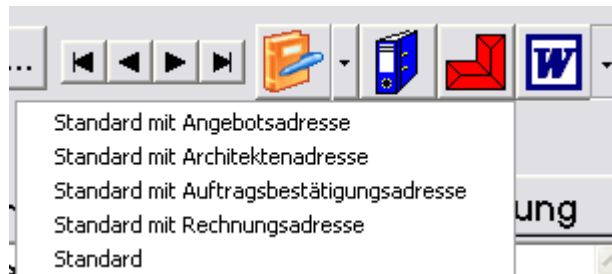 ...
W
Standard mit Angebotsadresse
Standard mit Architektenadresse
Standard mit Auftragsbestätigungsadresse
ung
Standard mit Rechnungsadresse
Standard